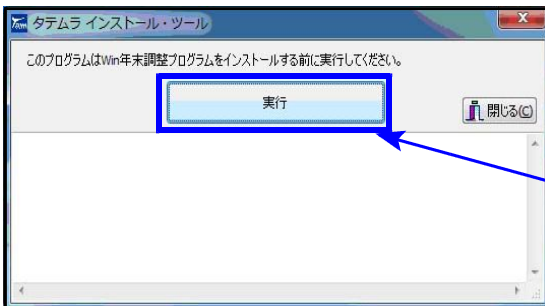 タテムラ インストール・ツール
このプログラムはWin年末調整プログラムをインストールする前に実行してください。
実行
閉じる(C)